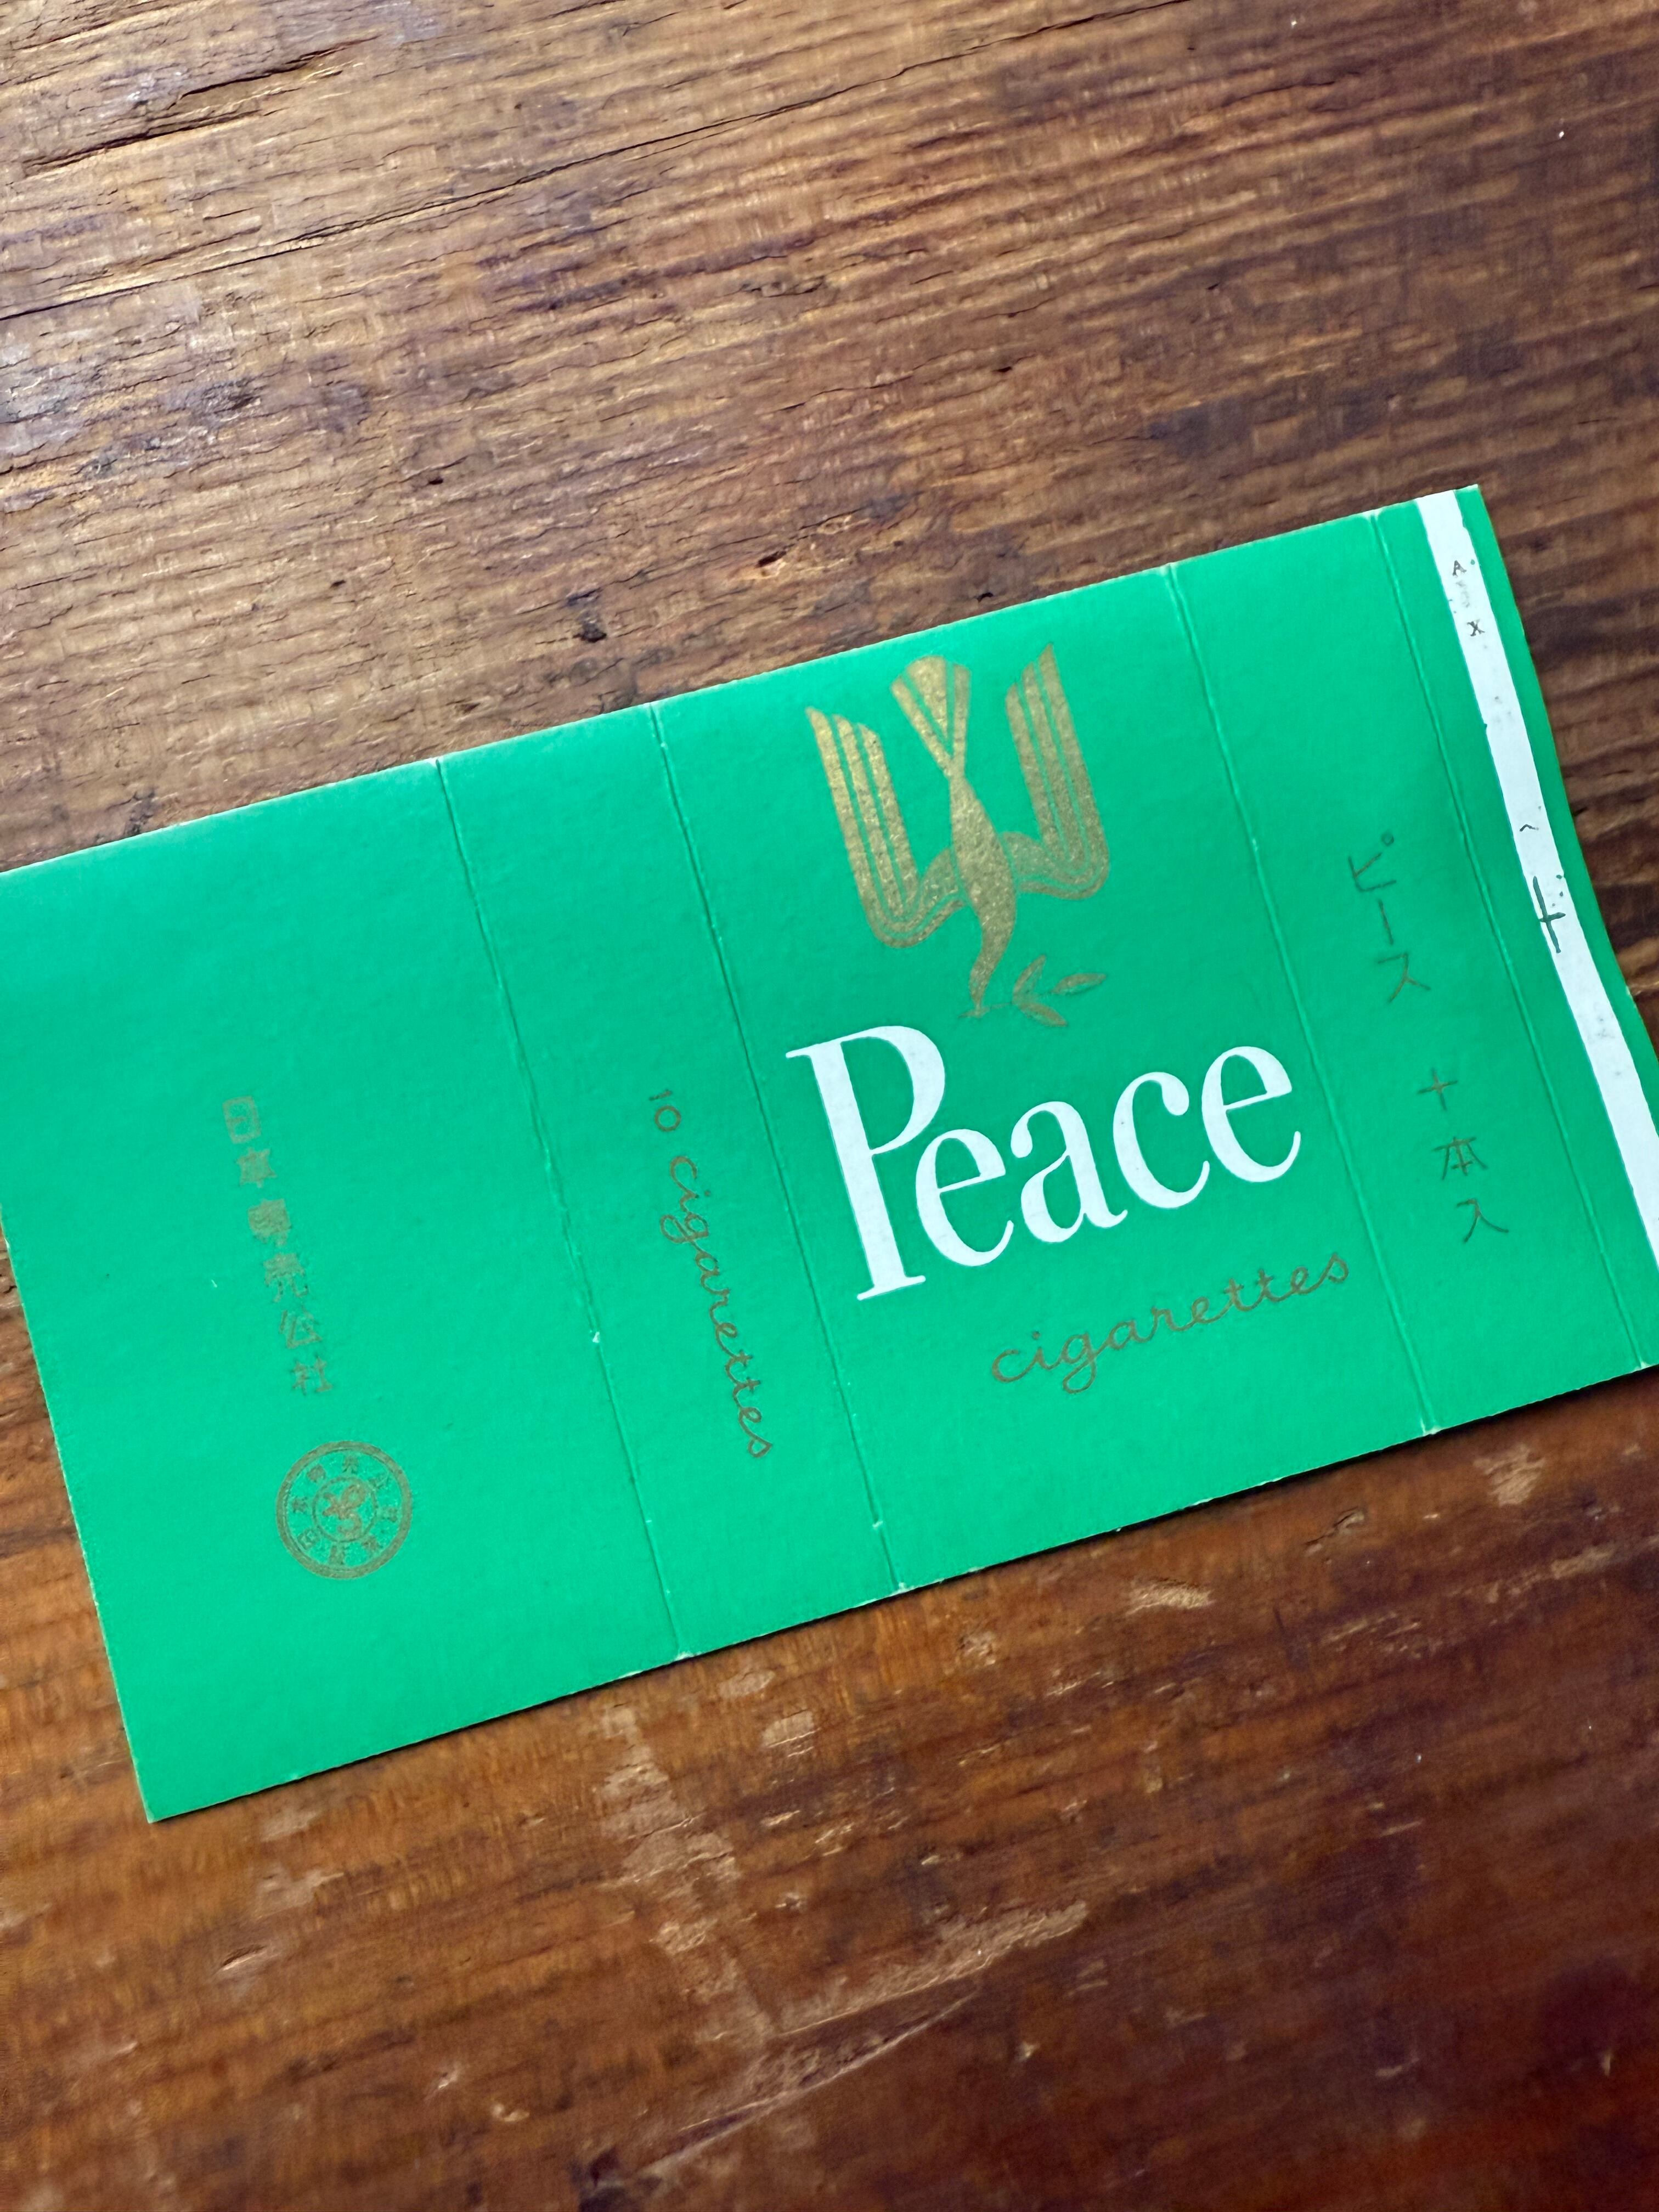 日本専売公社
10 cigarettes
Peace
cigarettes
ピース 十本入
A.
X